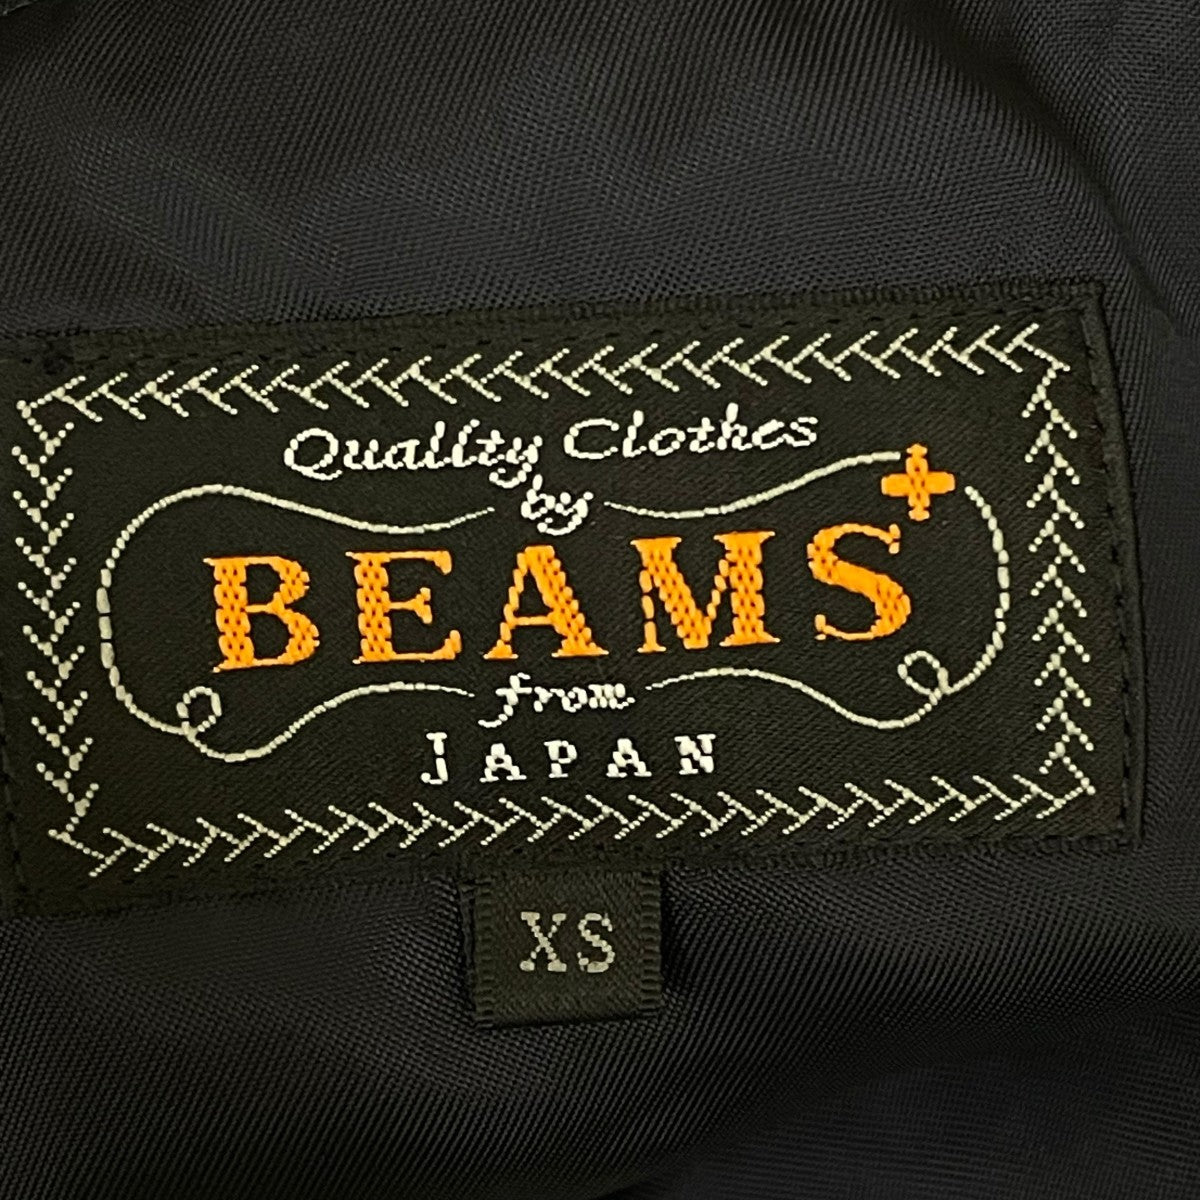 Quality Clothes
by
BEAMS+
from
JAPAN
XS